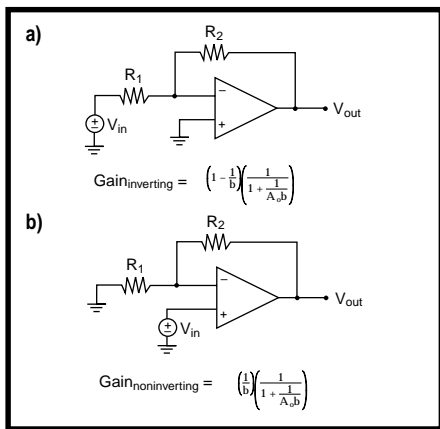 a)
R2
R1
−
+
Vin
Vout
Gaininverting = (1 − 1/b)(1/(1 + 1/(Aob)))
b)
R2
R1
−
+
Vin
Vout
Gainnoninverting = (1/b)(1/(1 + 1/(Aob)))